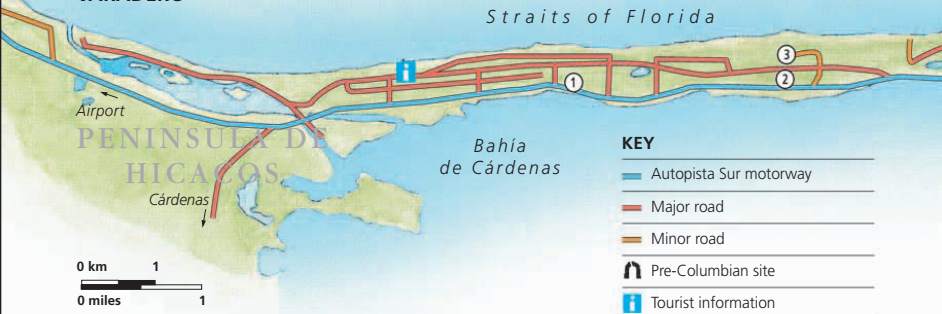 Straits of Florida
3
1
2
Airport
PENINSULA DE
HICACOS
Bahía
de Cárdenas
Cárdenas
0 km 1
0 miles 1
KEY
Autopista Sur motorway
Major road
Minor road
Pre-Columbian site
i Tourist information